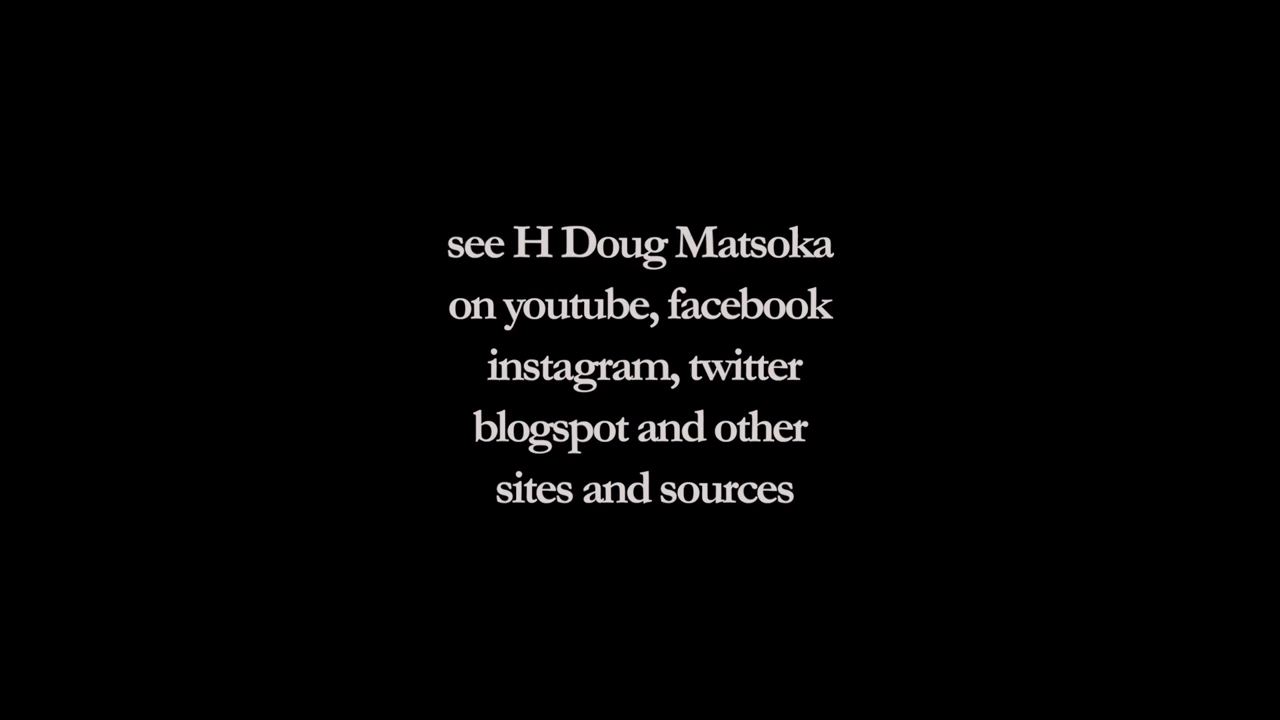 see H Doug Matsoka
on youtube, facebook
instagram, twitter
blogspot and other
sites and sources